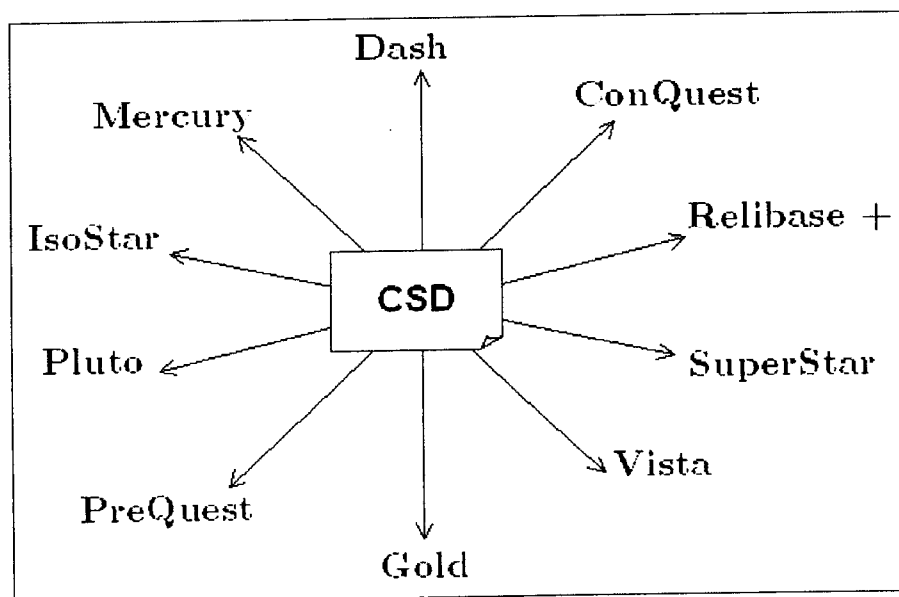 Dash
ConQuest
Mercury
Relibase +
IsoStar
CSD
Pluto
SuperStar
Vista
PreQuest
Gold